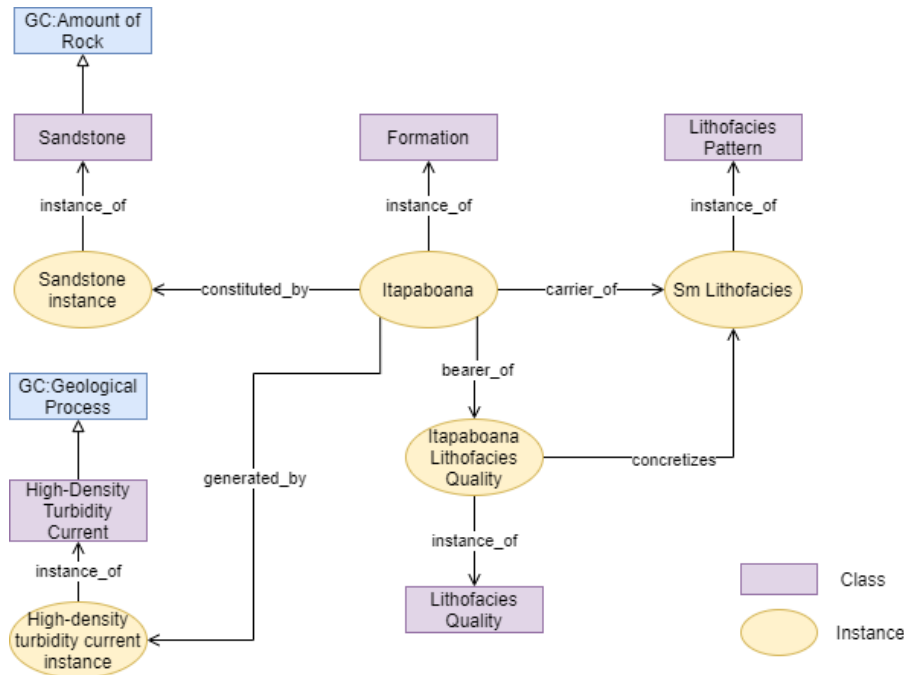 GC:Amount of
Rock
Sandstone
Formation
Lithofacies
Pattern
instance_of
instance_of
instance_of
Sandstone
instance
constituted_by
Itapaboana
carrier_of
Sm Lithofacies
bearer_of
GC:Geological
Process
Itapaboana
Lithofacies
Quality
concretizes
generated_by
High-Density
Turbidity
Current
instance_of
instance_of
Lithofacies
Quality
Class
High-density
turbidity current
instance
Instance